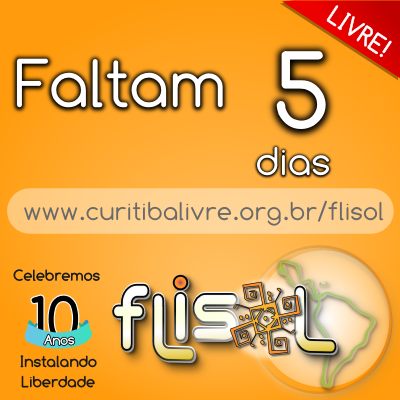 LIVRE!
Faltam 5
dias
www.curitibalivre.org.br/flisol
Celebremos
10
Anos
Instalando
Liberdade
flisol